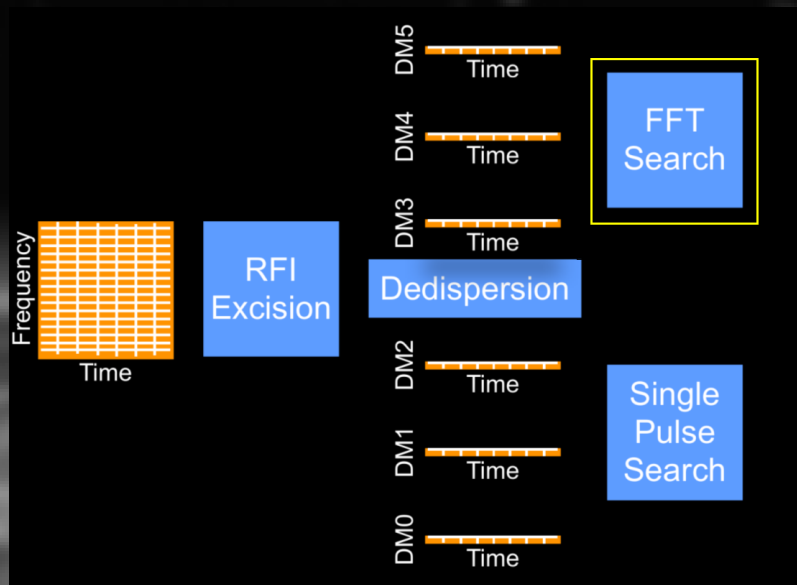 Frequency
Time
RFI
Excision
DM5
Time
DM4
Time
DM3
Time
Dedispersion
DM2
Time
DM1
Time
DM0
Time
FFT
Search
Single
Pulse
Search